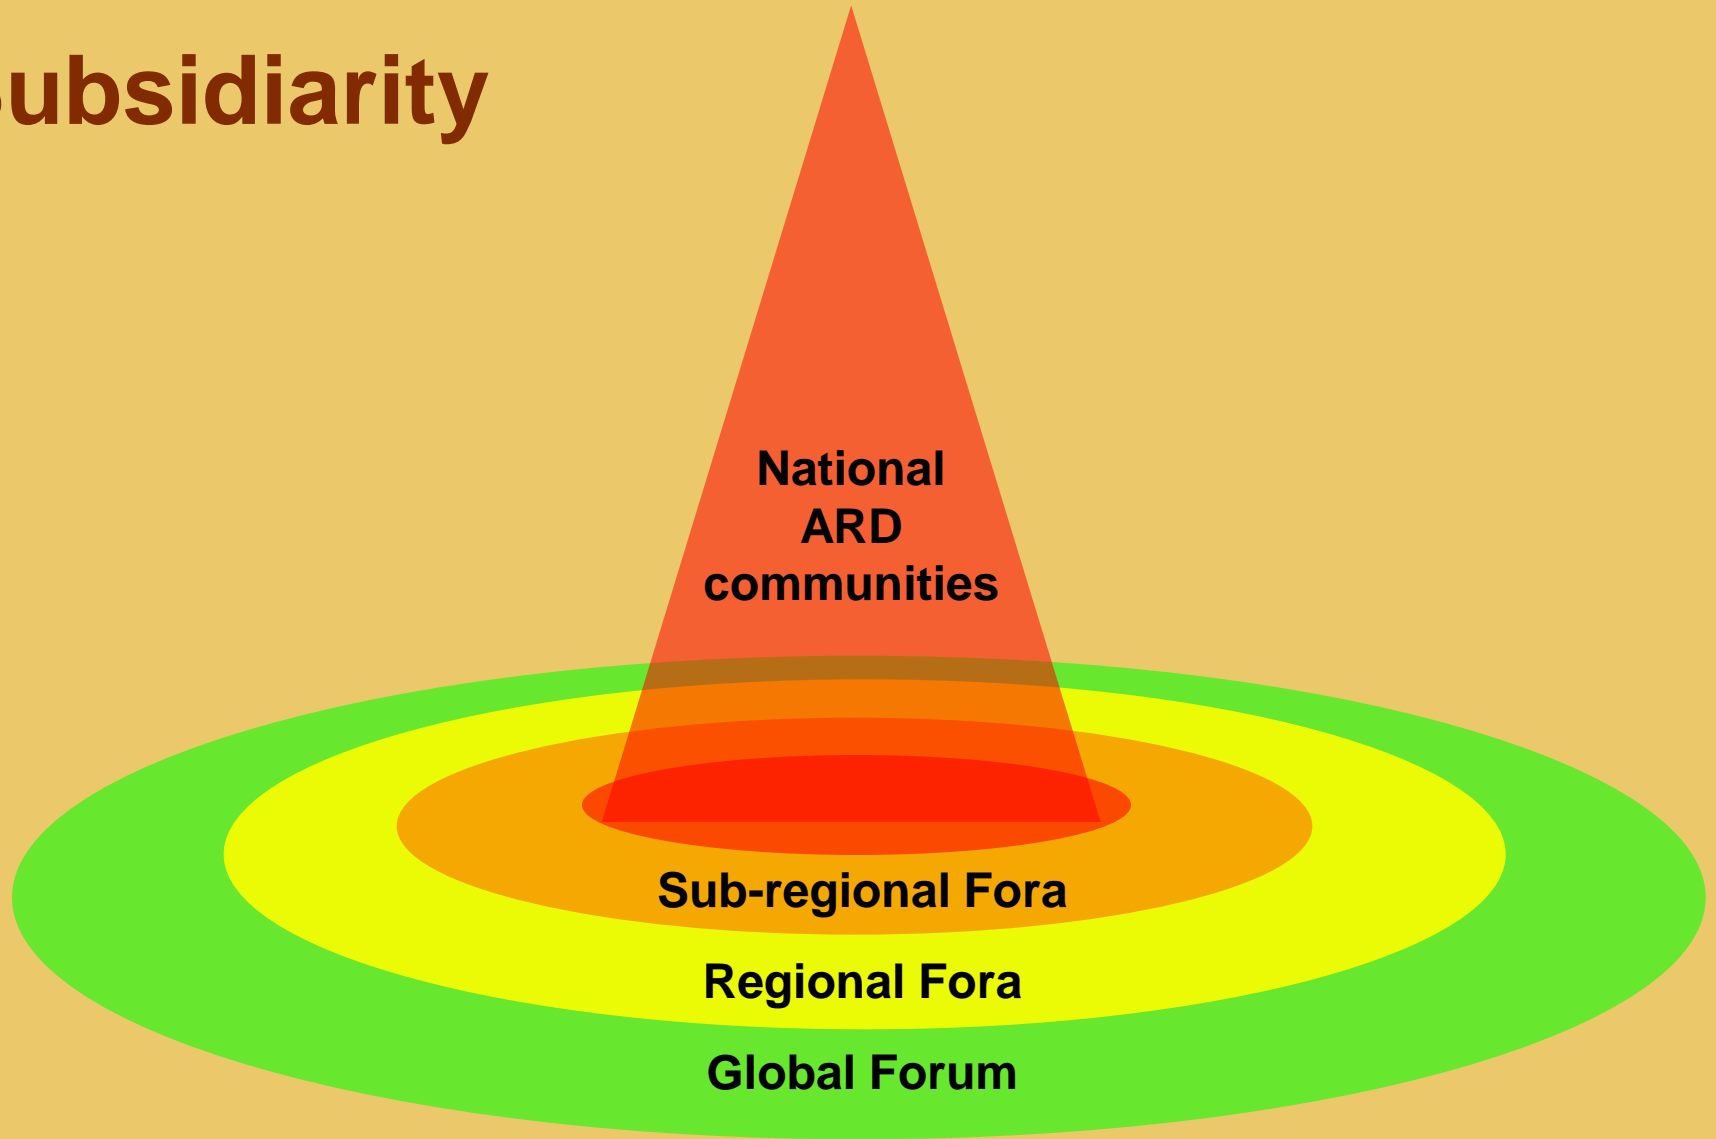 ubsidiarity
National
ARD
communities
Sub-regional Fora
Regional Fora
Global Forum